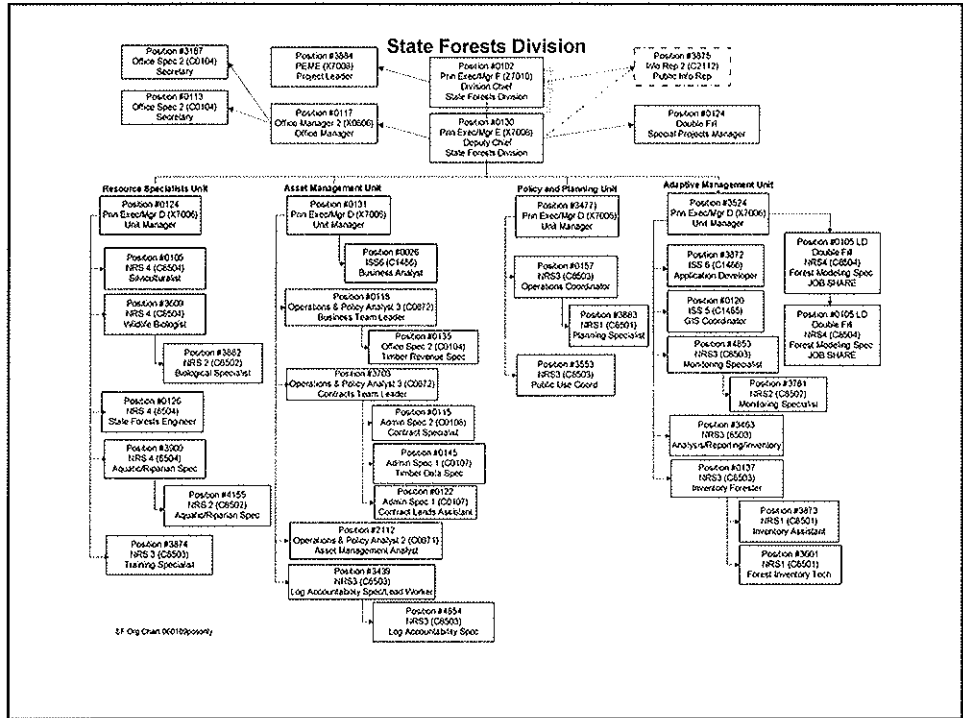 State Forests Division
Position #3167
Office Spec 2 (C0104)
Secretary
Position #3884
PEME (X7008)
Project Leader
Position #0102
Prin Exec/Mgr F (Z7010)
Division Chief
State Forests Division
Position #3875
Info Rep 2 (C2112)
Public Info Rep
Position #0113
Office Spec 2 (C0104)
Secretary
Position #0117
Office Manager 2 (X0806)
Office Manager
Position #0130
Prin Exec/Mgr E (X7008)
Deputy Chief
State Forests Division
Position #0124
Double Fill
Special Projects Manager
Resource Specialists Unit
Position #0124
Prin Exec/Mgr D (X7006)
Unit Manager
Position #0106
NRS 4 (C8504)
Silviculturalist
Position #3609
NRS 4 (C8504)
Wildlife Biologist
Position #3882
NRS 2 (C8502)
Biological Specialist
Position #0126
NRS 4 (8504)
State Forests Engineer
Position #3900
NRS 4 (8504)
Aquatic/Riparian Spec
Position #4155
NRS 2 (C8502)
Aquatic/Riparian Spec
Position #3874
NRS 3 (C8503)
Training Specialist
Asset Management Unit
Position #0131
Prin Exec/Mgr D (X7006)
Unit Manager
Position #0026
ISS6 (C1486)
Business Analyst
Position #0118
Operations & Policy Analyst 3 (C0872)
Business Team Leader
Position #0135
Office Spec 2 (C0104)
Timber Revenue Spec
Position #3703
Operations & Policy Analyst 3 (C0872)
Contracts Team Leader
Position #0115
Admin Spec 2 (C0108)
Contract Specialist
Position #0145
Admin Spec 1 (C0107)
Timber Data Spec
Position #0122
Admin Spec 1 (C0107)
Contract Lands Assistant
Position #2112
Operations & Policy Analyst 2 (C0871)
Asset Management Analyst
Position #3439
NRS3 (C8503)
Log Accountability Spec/Lead Worker
Position #4654
NRS3 (C8503)
Log Accountability Spec
Policy and Planning Unit
Position #3477
Prin Exec/Mgr D (X7006)
Unit Manager
Position #0157
NRS3 (C8503)
Operations Coordinator
Position #3883
NRS1 (C8501)
Planning Specialist
Position #3553
NRS3 (C8503)
Public Use Coord
Adaptive Management Unit
Position #3524
Prin Exec/Mgr D (X7006)
Unit Manager
Position #3872
ISS 6 (C1486)
Application Developer
Position #0120
ISS 5 (C1485)
GIS Coordinator
Position #4853
NRS3 (C8503)
Monitoring Specialist
Position #3781
NRS2 (C8502)
Monitoring Specialist
Position #3463
NRS3 (8503)
Analysis/Reporting/Inventory
Position #0137
NRS3 (C8503)
Inventory Forester
Position #3873
NRS1 (C8501)
Inventory Assistant
Position #3601
NRS1 (C8501)
Forest Inventory Tech
Position #0105 LD
Double Fill
NRS4 (C8504)
Forest Modeling Spec
JOB SHARE
Position #0105 LD
Double Fill
NRS4 (C8504)
Forest Modeling Spec
JOB SHARE
SF Org Chart 060109posonly